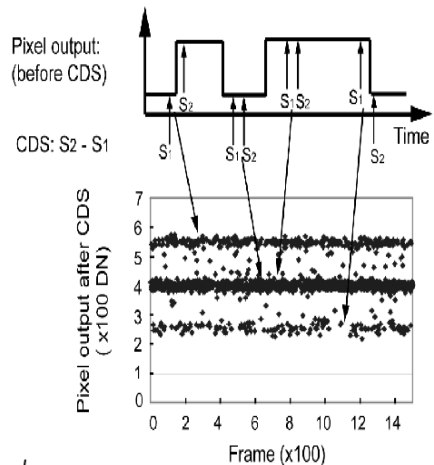 Pixel output:
(before CDS)
S2
S1 S2
S1
Time
CDS: S2 - S1
S1
S1 S2
S2
Pixel output after CDS
( x100 DN)
7
6
5
4
3
2
1
0
0 2 4 6 8 10 12 14
Frame (x100)